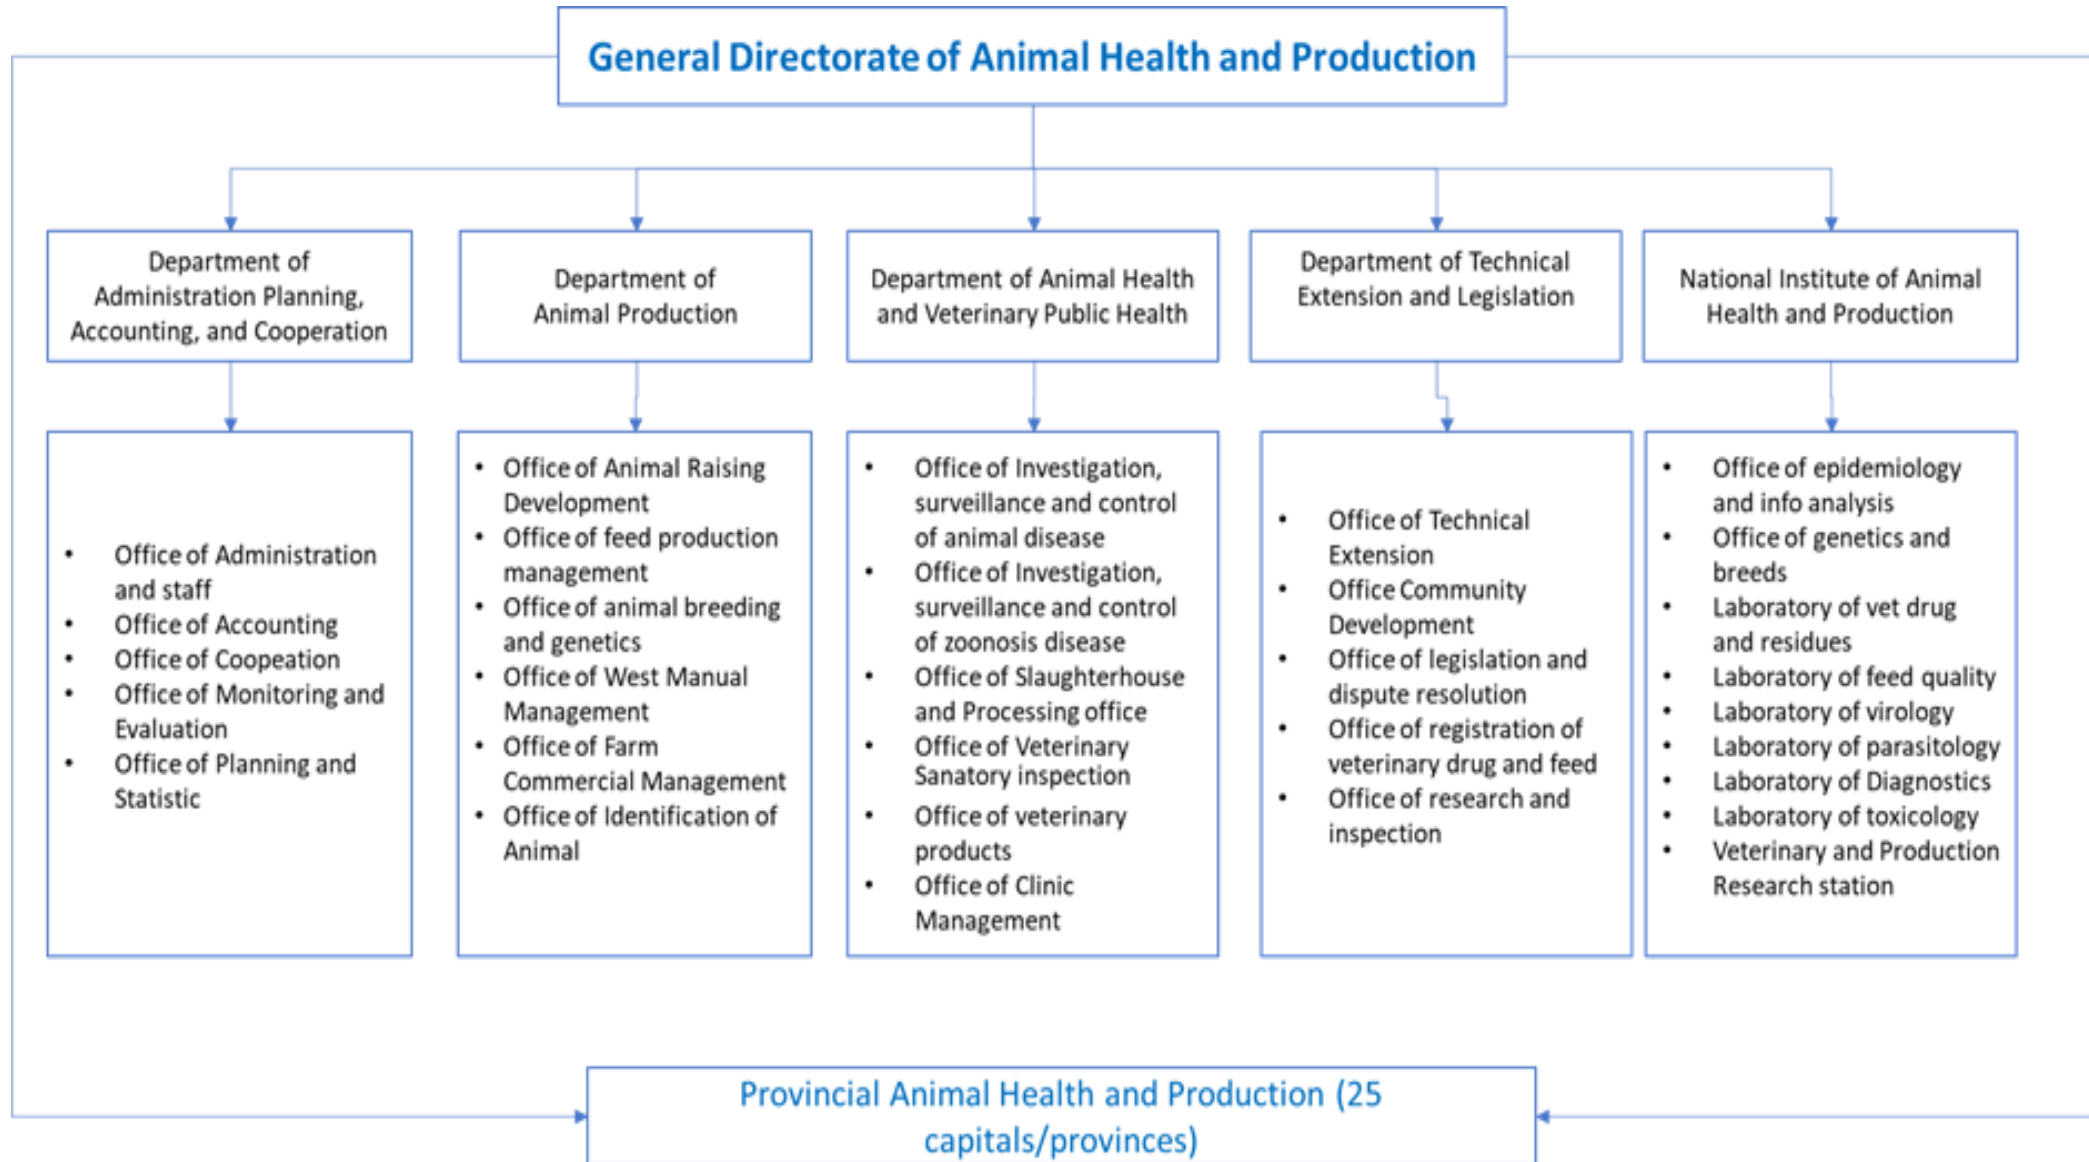 General Directorate of Animal Health and Production
Department of
Administration Planning,
Accounting, and Cooperation
Department of
Animal Production
Department of Animal Health
and Veterinary Public Health
Department of Technical
Extension and Legislation
National Institute of Animal
Health and Production
• Office of Administration
and staff
• Office of Accounting
• Office of Coopeation
• Office of Monitoring and
Evaluation
• Office of Planning and
Statistic
• Office of Animal Raising
Development
• Office of feed production
management
• Office of animal breeding
and genetics
• Office of West Manual
Management
• Office of Farm
Commercial Management
• Office of Identification of
Animal
• Office of Investigation,
surveillance and control
of animal disease
• Office of Investigation,
surveillance and control
of zoonosis disease
• Office of Slaughterhouse
and Processing office
• Office of Veterinary
Sanatory inspection
• Office of veterinary
products
• Office of Clinic
Management
• Office of Technical
Extension
• Office Community
Development
• Office of legislation and
dispute resolution
• Office of registration of
veterinary drug and feed
• Office of research and
inspection
• Office of epidemiology
and info analysis
• Office of genetics and
breeds
• Laboratory of vet drug
and residues
• Laboratory of feed quality
• Laboratory of virology
• Laboratory of parasitology
• Laboratory of Diagnostics
• Laboratory of toxicology
• Veterinary and Production
Research station
Provincial Animal Health and Production (25
capitals/provinces)